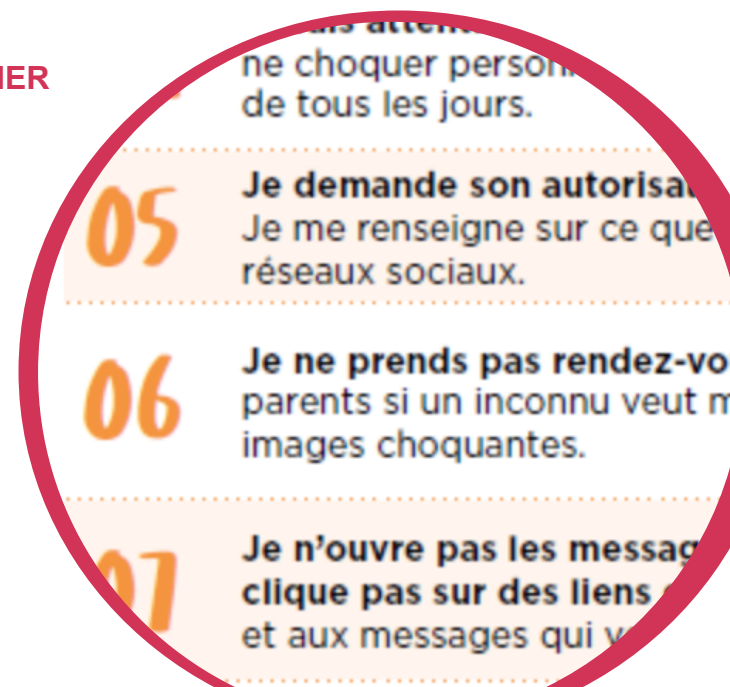 IER
ne choquer person
de tous les jours.
05
Je demande son autorisa
Je me renseigne sur ce que
réseaux sociaux.
06
Je ne prends pas rendez-vo
parents si un inconnu veut m
images choquantes.
07
Je n’ouvre pas les messag
clique pas sur des liens
et aux messages qui v